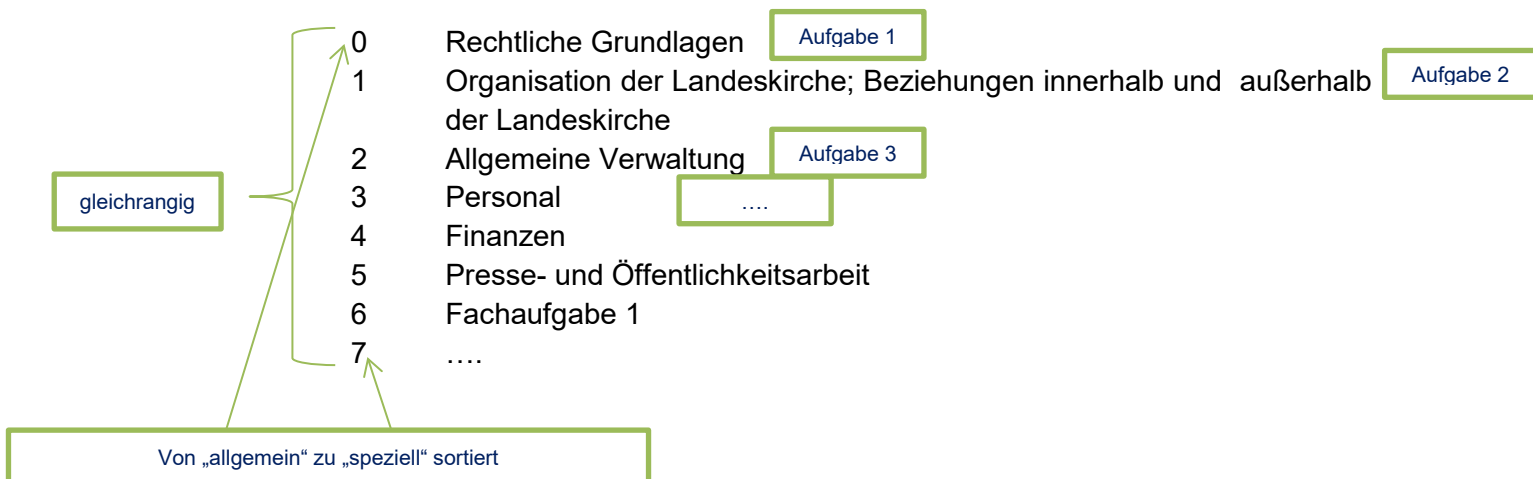 0 Rechtliche Grundlagen Aufgabe 1
1 Organisation der Landeskirche; Beziehungen innerhalb und außerhalb Aufgabe 2
der Landeskirche
2 Allgemeine Verwaltung Aufgabe 3
gleichrangig 3 Personal ….
4 Finanzen
5 Presse- und Öffentlichkeitsarbeit
6 Fachaufgabe 1
7 ….
Von „allgemein“ zu „speziell“ sortiert